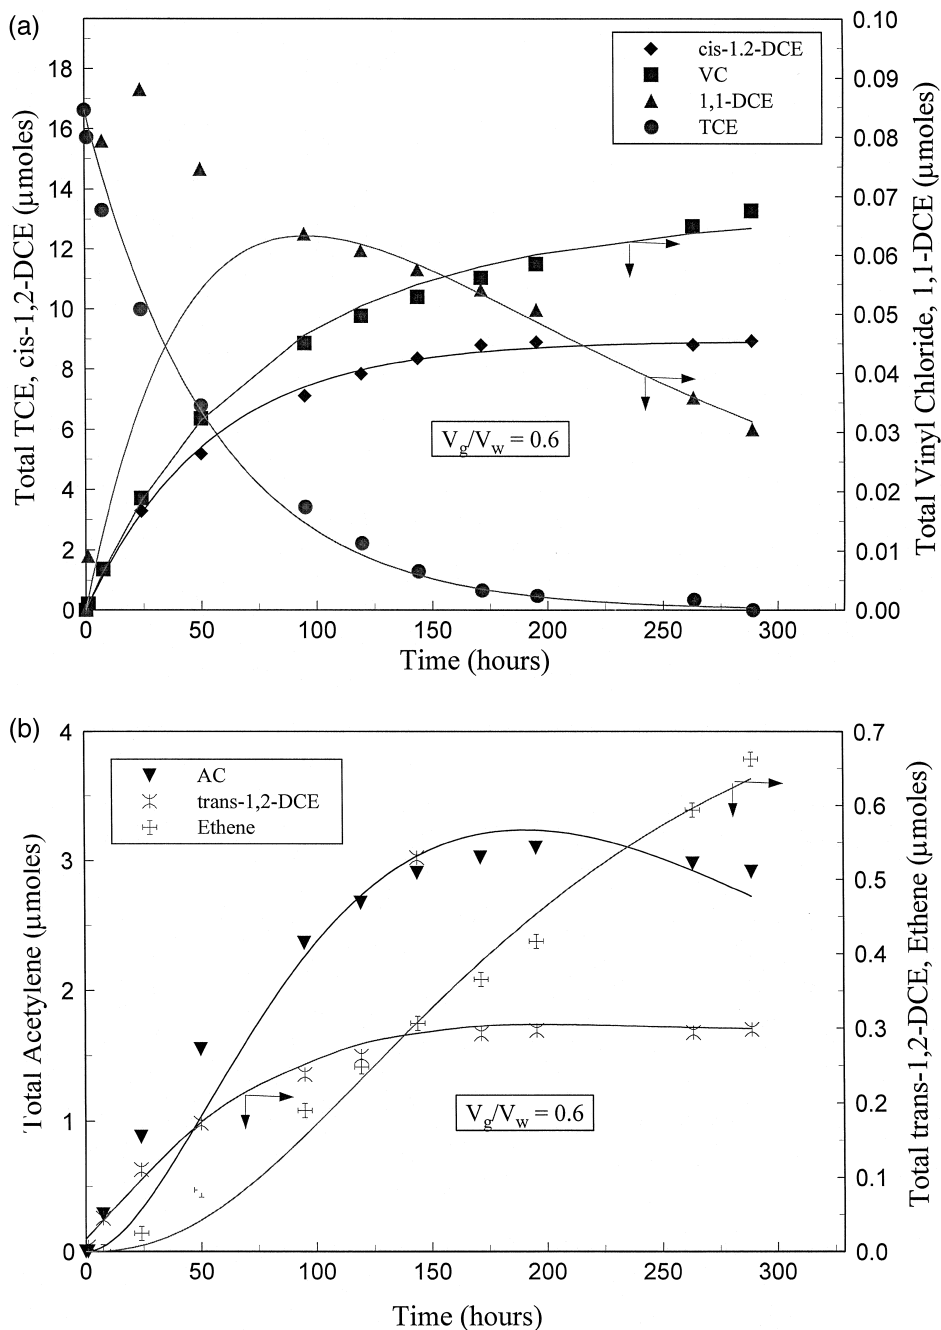 (a)
cis-1.2-DCE
VC
1,1-DCE
TCE
Total TCE, cis-1,2-DCE (μmoles)
18
16
14
12
10
8
6
4
2
0
0.10
0.09
0.08
0.07
0.06
0.05
0.04
0.03
0.02
0.01
0.00
Total Vinyl Chloride, 1,1-DCE (μmoles)
Vg/Vw = 0.6
0 50 100 150 200 250 300
Time (hours)
(b)
AC
trans-1,2-DCE
Ethene
Total Acetylene (μmoles)
4
3
2
1
0
0.7
0.6
0.5
0.4
0.3
0.2
0.1
0.0
Total trans-1,2-DCE, Ethene (μmoles)
Vg/Vw = 0.6
0 50 100 150 200 250 300
Time (hours)